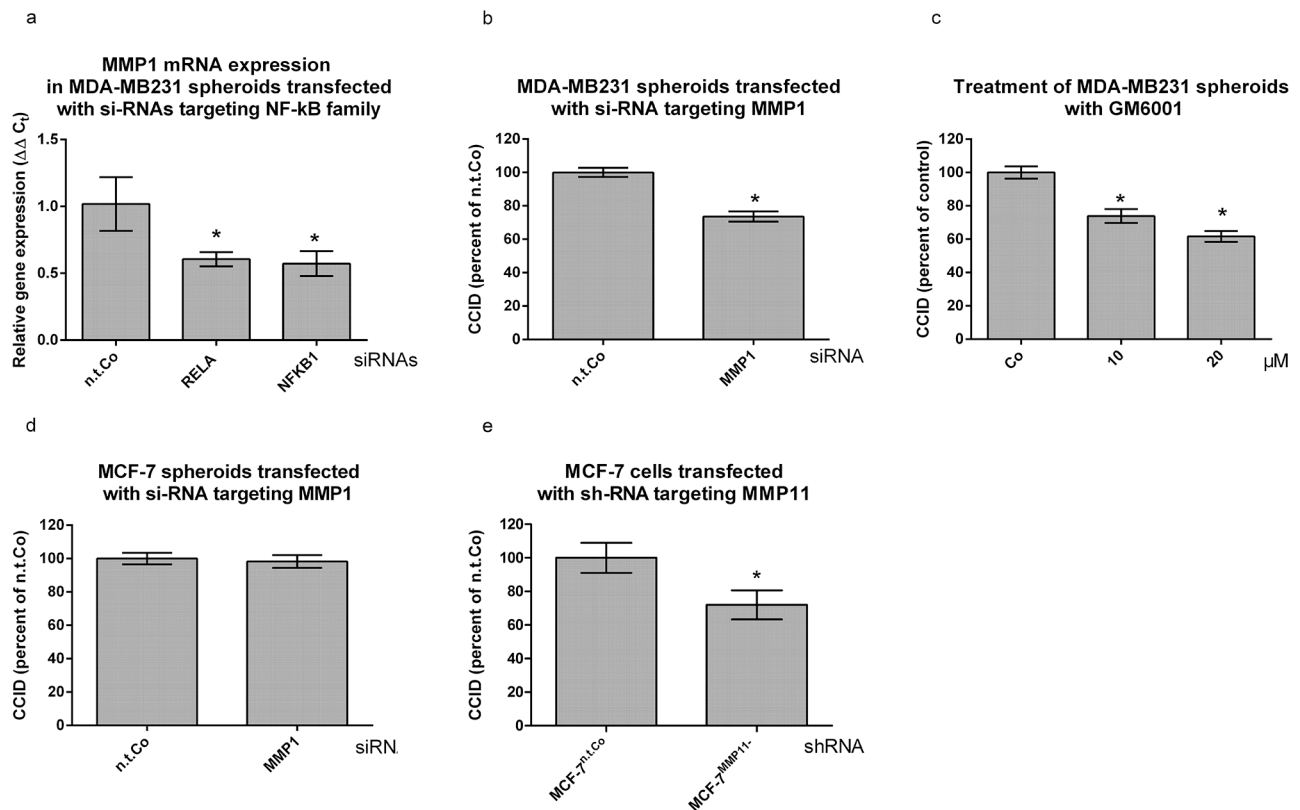 a
MMP1 mRNA expression
in MDA-MB231 spheroids transfected
with si-RNAs targeting NF-kB family
Relative gene expression (Δ Δ Ct)
1.5
1.0
0.5
0.0
n.t.Co
RELA
NFKB1
siRNAs
b
MDA-MB231 spheroids transfected
with si-RNA targeting MMP1
CCID (percent of n.t.Co)
120
100
80
60
40
20
0
n.t.Co
MMP1
siRNA
*
*
*
c
Treatment of MDA-MB231 spheroids
with GM6001
CCID (percent of control)
120
100
80
60
40
20
0
Co
10
20
µM
*
*
d
MCF-7 spheroids transfected
with si-RNA targeting MMP1
CCID (percent of n.t.Co)
120
100
80
60
40
20
0
n.t.Co
MMP1
siRN
e
MCF-7 cells transfected
with sh-RNA targeting MMP11
CCID (percent of n.t.Co)
120
100
80
60
40
20
0
*
MCF-7n.t.Co
MCF-7MMP11-
shRNA